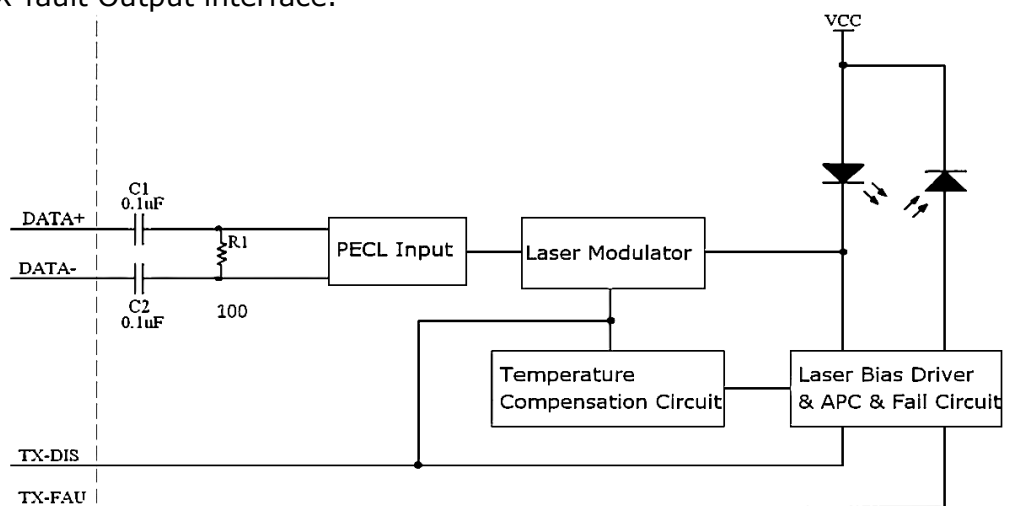 TX fault Output interface.
VCC
C1
0.1uF
DATA+
R1
PECL Input
Laser Modulator
DATA-
C2
0.1uF
100
Temperature
Compensation Circuit
Laser Bias Driver
& APC & Fail Circuit
TX-DIS
TX-FAU